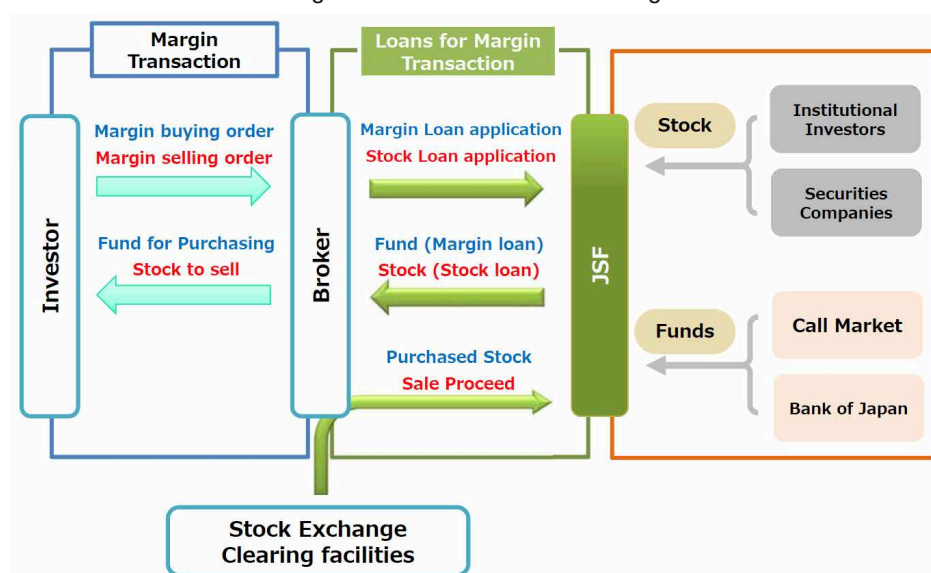 Margin
Transaction
Loans for Margin
Transaction
Investor
Margin buying order
Margin selling order
Fund for Purchasing
Stock to sell
Broker
Margin Loan application
Stock Loan application
Fund (Margin loan)
Stock (Stock loan)
Purchased Stock
Sale Proceed
JSF
Stock
Institutional
Investors
Securities
Companies
Funds
Call Market
Bank of Japan
Stock Exchange
Clearing facilities